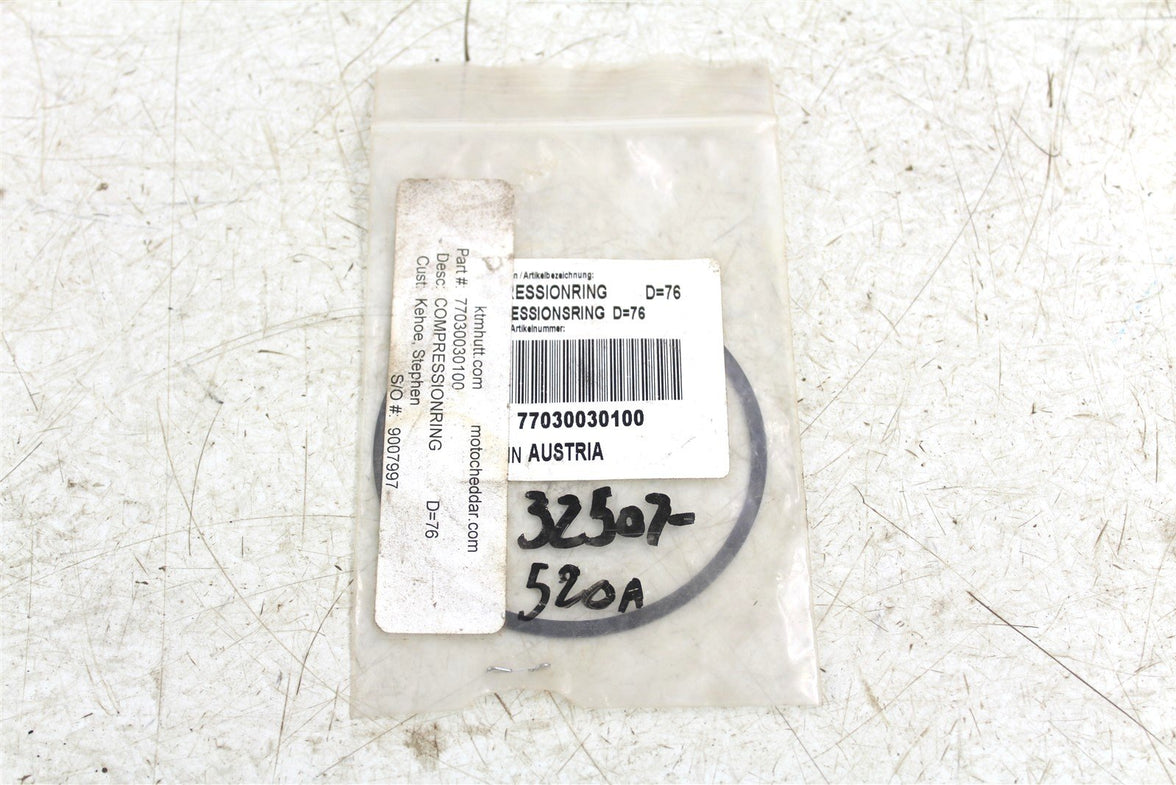 ktmhutt.com motocheddar.com
Part #: 77030030100
Desc: COMPRESSIONRING D=76
Cust: Kehoe, Stephen
S/O #: 9007997
n / Artikelbezeichnung:
RESSIONRING D=76
ESSIONSRING D=76
Artikelnummer:
77030030100
IN AUSTRIA
32507-
520A